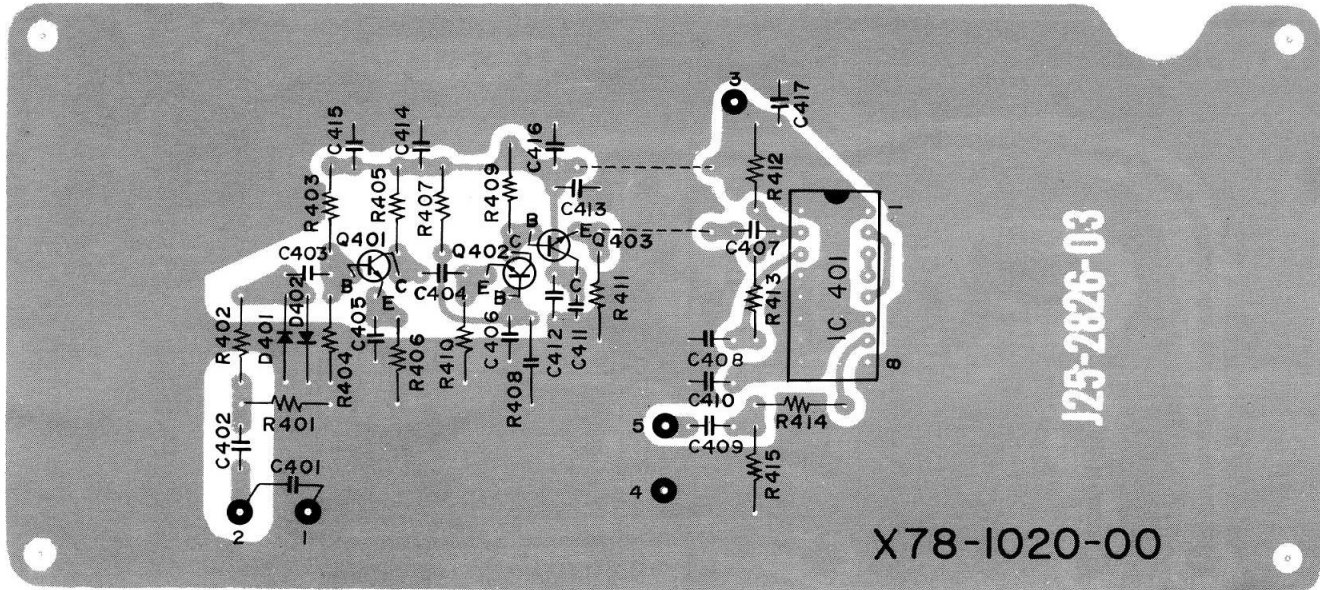 3
C417
C415
C414
C416
R412
R403
R405
R407
R409
C413
1
B
E
Q401
Q402
C
Q403
C407
C403
B
C
E
C404
E
B
C
R411
R413
IC 401
D402
R402
D401
R404
C405
R406
R410
C406
R408
C412
C411
C408
8
C410
R401
R414
5
C409
C402
C401
R415
4
2
1
J25-2826-03
X78-1020-00